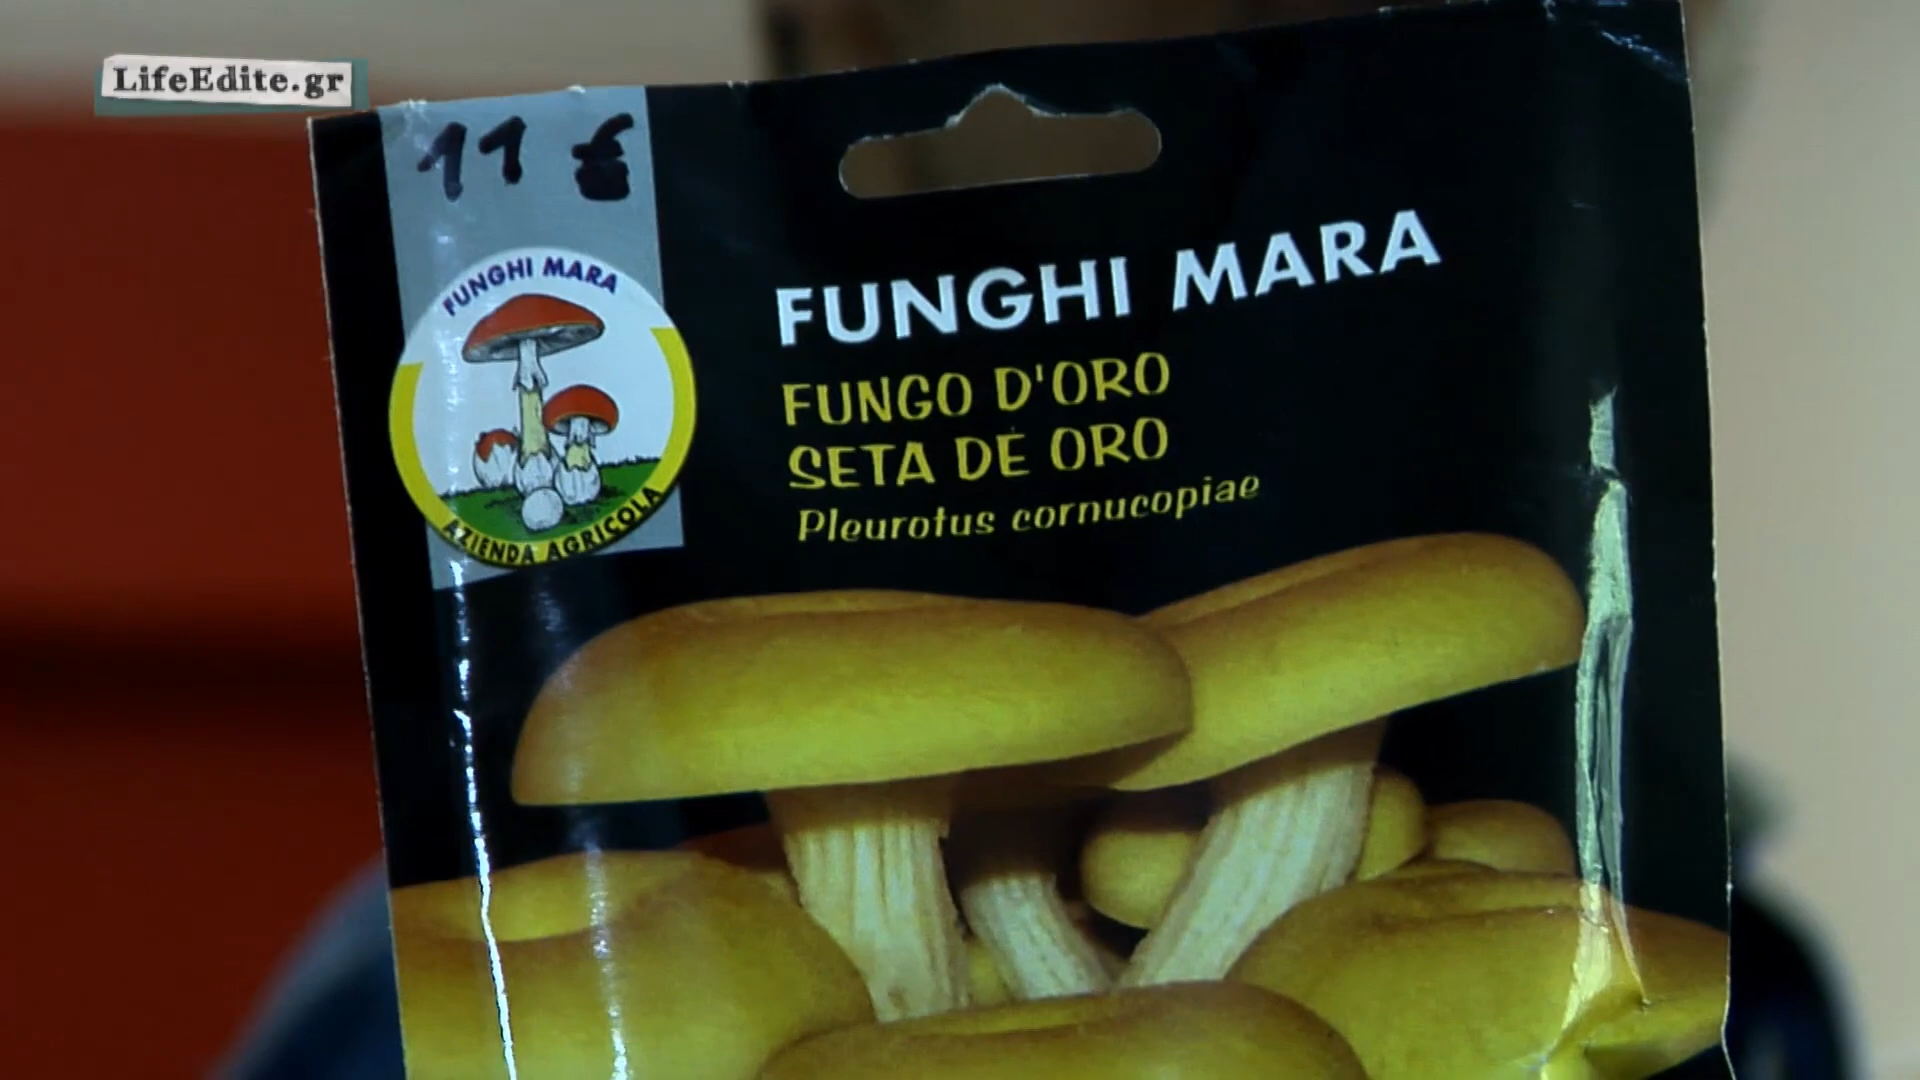 LifeEdite.gr
11 €
FUNGHI MARA
AZIENDA AGRICOLA
FUNGHI MARA
FUNGO D'ORO
SETA DE ORO
Pleurotus cornucopiae